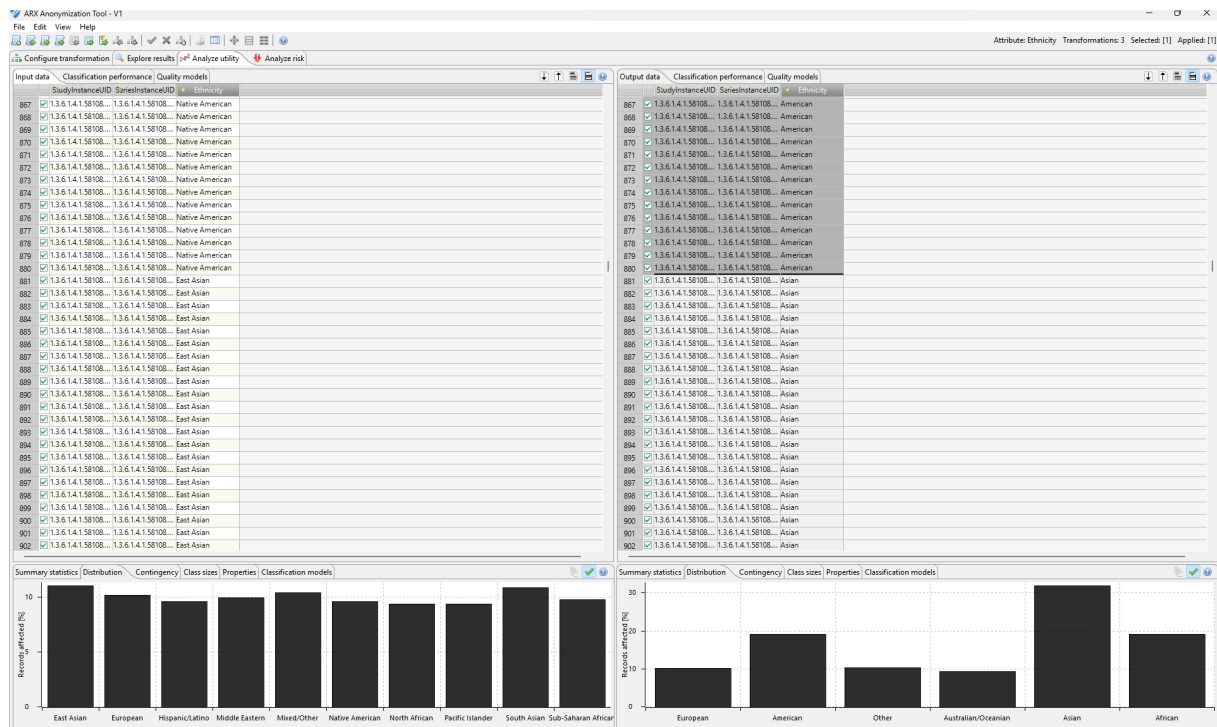 ARX Anonymization Tool - V1
File Edit View Help
Attribute: Ethnicity Transformations: 3 Selected: [1] Applied: [1]
Configure transformation Explore results Analyze utility Analyze risk
Input data Classification performance Quality models
StudyInstanceUID SariesInstanceUID Ethnicity
867 1.3.6.1.4.1.58108.... 1.3.6.1.4.1.58108.... Native American
868 1.3.6.1.4.1.58108.... 1.3.6.1.4.1.58108.... Native American
869 1.3.6.1.4.1.58108.... 1.3.6.1.4.1.58108.... Native American
870 1.3.6.1.4.1.58108.... 1.3.6.1.4.1.58108.... Native American
871 1.3.6.1.4.1.58108.... 1.3.6.1.4.1.58108.... Native American
872 1.3.6.1.4.1.58108.... 1.3.6.1.4.1.58108.... Native American
873 1.3.6.1.4.1.58108.... 1.3.6.1.4.1.58108.... Native American
874 1.3.6.1.4.1.58108.... 1.3.6.1.4.1.58108.... Native American
875 1.3.6.1.4.1.58108.... 1.3.6.1.4.1.58108.... Native American
876 1.3.6.1.4.1.58108.... 1.3.6.1.4.1.58108.... Native American
877 1.3.6.1.4.1.58108.... 1.3.6.1.4.1.58108.... Native American
878 1.3.6.1.4.1.58108.... 1.3.6.1.4.1.58108.... Native American
879 1.3.6.1.4.1.58108.... 1.3.6.1.4.1.58108.... Native American
880 1.3.6.1.4.1.58108.... 1.3.6.1.4.1.58108.... Native American
881 1.3.6.1.4.1.58108.... 1.3.6.1.4.1.58108.... East Asian
882 1.3.6.1.4.1.58108.... 1.3.6.1.4.1.58108.... East Asian
883 1.3.6.1.4.1.58108.... 1.3.6.1.4.1.58108.... East Asian
884 1.3.6.1.4.1.58108.... 1.3.6.1.4.1.58108.... East Asian
885 1.3.6.1.4.1.58108.... 1.3.6.1.4.1.58108.... East Asian
886 1.3.6.1.4.1.58108.... 1.3.6.1.4.1.58108.... East Asian
887 1.3.6.1.4.1.58108.... 1.3.6.1.4.1.58108.... East Asian
888 1.3.6.1.4.1.58108.... 1.3.6.1.4.1.58108.... East Asian
889 1.3.6.1.4.1.58108.... 1.3.6.1.4.1.58108.... East Asian
890 1.3.6.1.4.1.58108.... 1.3.6.1.4.1.58108.... East Asian
891 1.3.6.1.4.1.58108.... 1.3.6.1.4.1.58108.... East Asian
892 1.3.6.1.4.1.58108.... 1.3.6.1.4.1.58108.... East Asian
893 1.3.6.1.4.1.58108.... 1.3.6.1.4.1.58108.... East Asian
894 1.3.6.1.4.1.58108.... 1.3.6.1.4.1.58108.... East Asian
895 1.3.6.1.4.1.58108.... 1.3.6.1.4.1.58108.... East Asian
896 1.3.6.1.4.1.58108.... 1.3.6.1.4.1.58108.... East Asian
897 1.3.6.1.4.1.58108.... 1.3.6.1.4.1.58108.... East Asian
898 1.3.6.1.4.1.58108.... 1.3.6.1.4.1.58108.... East Asian
899 1.3.6.1.4.1.58108.... 1.3.6.1.4.1.58108.... East Asian
900 1.3.6.1.4.1.58108.... 1.3.6.1.4.1.58108.... East Asian
901 1.3.6.1.4.1.58108.... 1.3.6.1.4.1.58108.... East Asian
902 1.3.6.1.4.1.58108.... 1.3.6.1.4.1.58108.... East Asian
Output data Classification performance Quality models
StudyInstanceUID SariesInstanceUID Ethnicity
867 1.3.6.1.4.1.58108.... 1.3.6.1.4.1.58108.... American
868 1.3.6.1.4.1.58108.... 1.3.6.1.4.1.58108.... American
869 1.3.6.1.4.1.58108.... 1.3.6.1.4.1.58108.... American
870 1.3.6.1.4.1.58108.... 1.3.6.1.4.1.58108.... American
871 1.3.6.1.4.1.58108.... 1.3.6.1.4.1.58108.... American
872 1.3.6.1.4.1.58108.... 1.3.6.1.4.1.58108.... American
873 1.3.6.1.4.1.58108.... 1.3.6.1.4.1.58108.... American
874 1.3.6.1.4.1.58108.... 1.3.6.1.4.1.58108.... American
875 1.3.6.1.4.1.58108.... 1.3.6.1.4.1.58108.... American
876 1.3.6.1.4.1.58108.... 1.3.6.1.4.1.58108.... American
877 1.3.6.1.4.1.58108.... 1.3.6.1.4.1.58108.... American
878 1.3.6.1.4.1.58108.... 1.3.6.1.4.1.58108.... American
879 1.3.6.1.4.1.58108.... 1.3.6.1.4.1.58108.... American
880 1.3.6.1.4.1.58108.... 1.3.6.1.4.1.58108.... American
881 1.3.6.1.4.1.58108.... 1.3.6.1.4.1.58108.... Asian
882 1.3.6.1.4.1.58108.... 1.3.6.1.4.1.58108.... Asian
883 1.3.6.1.4.1.58108.... 1.3.6.1.4.1.58108.... Asian
884 1.3.6.1.4.1.58108.... 1.3.6.1.4.1.58108.... Asian
885 1.3.6.1.4.1.58108.... 1.3.6.1.4.1.58108.... Asian
886 1.3.6.1.4.1.58108.... 1.3.6.1.4.1.58108.... Asian
887 1.3.6.1.4.1.58108.... 1.3.6.1.4.1.58108.... Asian
888 1.3.6.1.4.1.58108.... 1.3.6.1.4.1.58108.... Asian
889 1.3.6.1.4.1.58108.... 1.3.6.1.4.1.58108.... Asian
890 1.3.6.1.4.1.58108.... 1.3.6.1.4.1.58108.... Asian
891 1.3.6.1.4.1.58108.... 1.3.6.1.4.1.58108.... Asian
892 1.3.6.1.4.1.58108.... 1.3.6.1.4.1.58108.... Asian
893 1.3.6.1.4.1.58108.... 1.3.6.1.4.1.58108.... Asian
894 1.3.6.1.4.1.58108.... 1.3.6.1.4.1.58108.... Asian
895 1.3.6.1.4.1.58108.... 1.3.6.1.4.1.58108.... Asian
896 1.3.6.1.4.1.58108.... 1.3.6.1.4.1.58108.... Asian
897 1.3.6.1.4.1.58108.... 1.3.6.1.4.1.58108.... Asian
898 1.3.6.1.4.1.58108.... 1.3.6.1.4.1.58108.... Asian
899 1.3.6.1.4.1.58108.... 1.3.6.1.4.1.58108.... Asian
900 1.3.6.1.4.1.58108.... 1.3.6.1.4.1.58108.... Asian
901 1.3.6.1.4.1.58108.... 1.3.6.1.4.1.58108.... Asian
902 1.3.6.1.4.1.58108.... 1.3.6.1.4.1.58108.... Asian
Summary statistics Distribution Contingency Class sizes Properties Classification models
Records affected [%]
10
5
0
East Asian European Hispanic/Latino Middle Eastern Mixed/Other Native American North African Pacific Islander South Asian Sub-Saharan African
Summary statistics Distribution Contingency Class sizes Properties Classification models
Records affected [%]
30
20
10
0
European American Other Australian/Oceanian Asian African